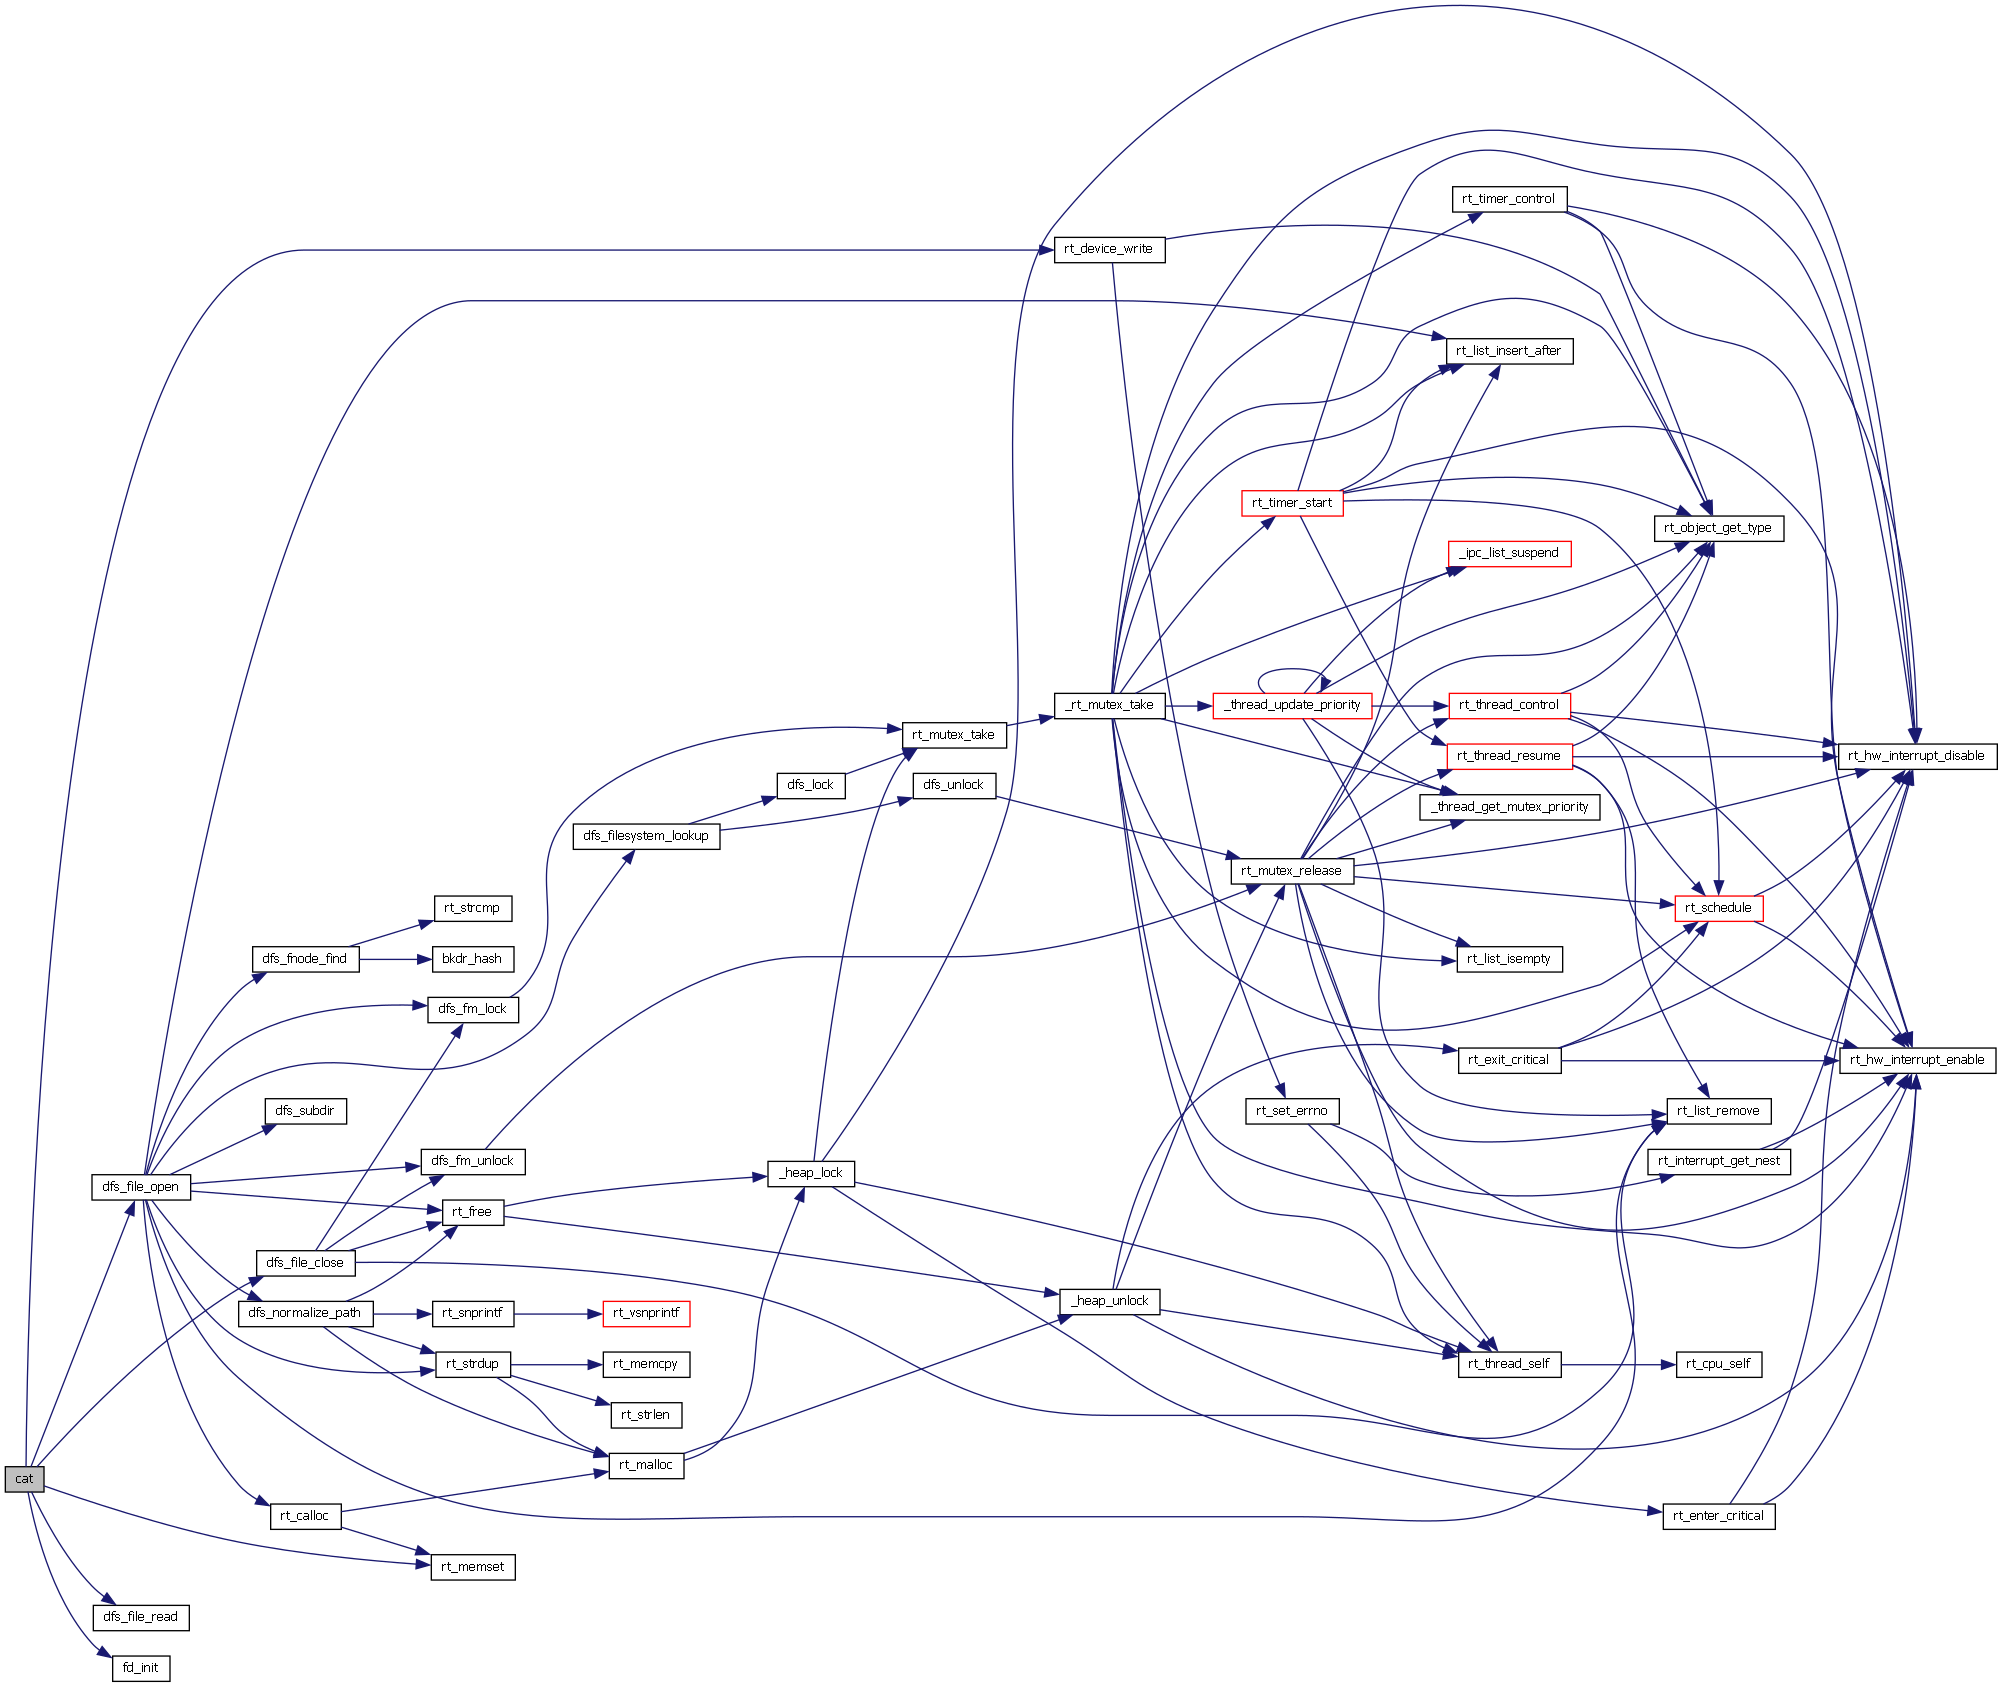 rt_timer_control
rt_device_write
rt_list_insert_after
rt_timer_start
rt_object_get_type
_ipc_list_suspend
_rt_mutex_take
_thread_update_priority
rt_thread_control
rt_mutex_take
rt_thread_resume
rt_hw_interrupt_disable
dfs_lock
dfs_unlock
_thread_get_mutex_priority
dfs_filesystem_lookup
rt_mutex_release
rt_strcmp
rt_schedule
dfs_fnode_find
bkdr_hash
rt_list_isempty
dfs_fm_lock
rt_exit_critical
rt_hw_interrupt_enable
dfs_subdir
rt_set_errno
rt_list_remove
dfs_fm_unlock
rt_interrupt_get_nest
_heap_lock
dfs_file_open
rt_free
dfs_file_close
_heap_unlock
dfs_normalize_path
rt_snprintf
rt_vsnprintf
rt_strdup
rt_memcpy
rt_thread_self
rt_cpu_self
rt_strlen
rt_malloc
cat
rt_calloc
rt_enter_critical
rt_memset
dfs_file_read
fd_init